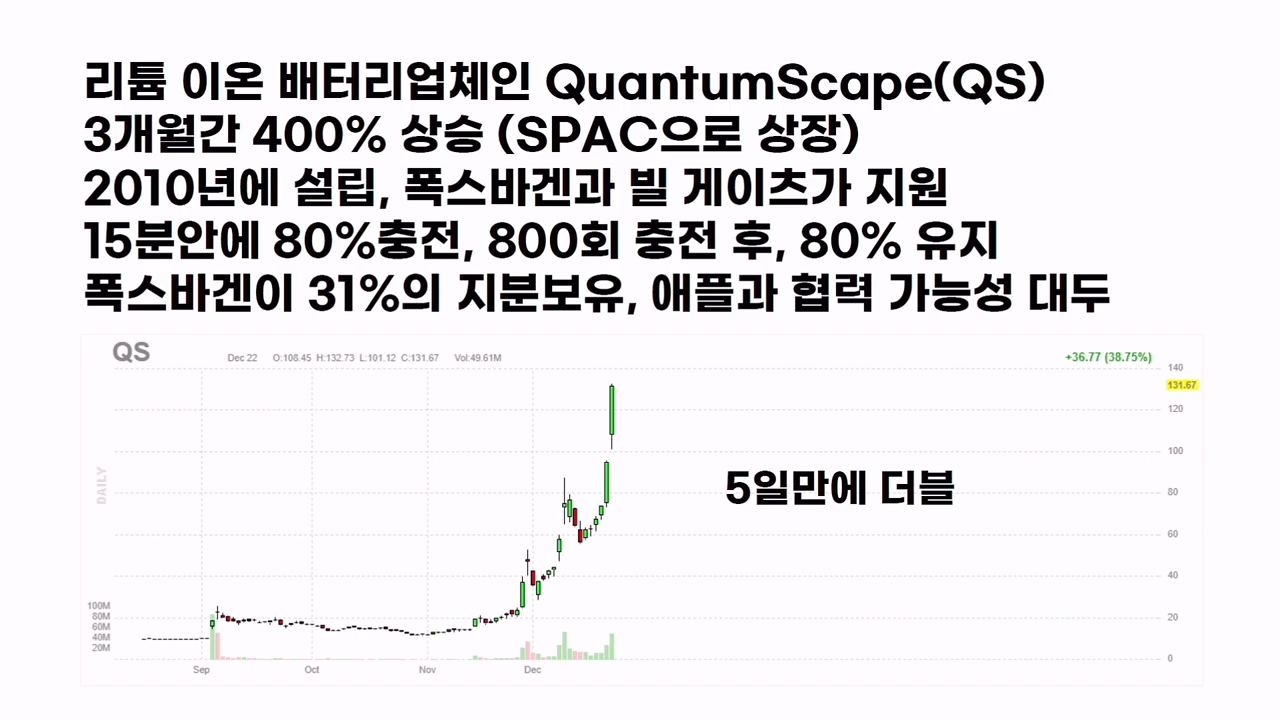 리튬 이온 배터리업체인 QuantumScape(QS)
3개월간 400% 상승 (SPAC으로 상장)
2010년에 설립, 폭스바겐과 빌 게이츠가 지원
15분안에 80%충전, 800회 충전 후, 80% 유지
폭스바겐이 31%의 지분보유, 애플과 협력 가능성 대두
QS
Dec 22 O:108.45 H:132.73 L:101.12 C:131.67 Vol:49.61M
+36.77 (38.75%)
140
131.67
120
100
80
60
40
20
0
DAILY
5일만에 더블
100M
80M
60M
40M
20M
Sep Oct Nov Dec